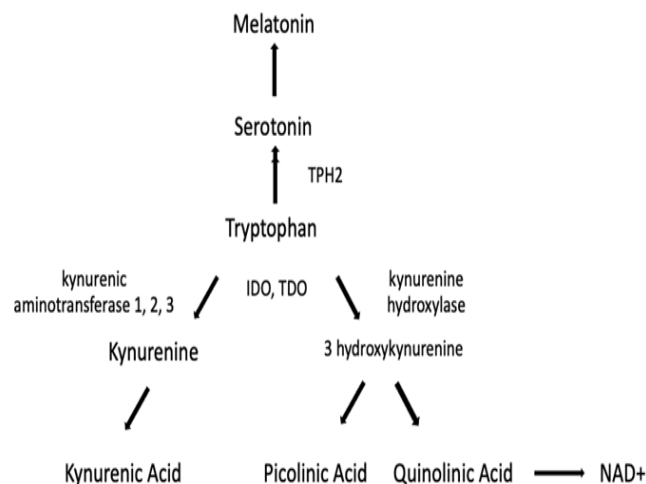 Melatonin
Serotonin
TPH2
Tryptophan
kynurenic
aminotransferase 1, 2, 3
IDO, TDO
kynurenine
hydroxylase
Kynurenine
3 hydroxykynurenine
Kynurenic Acid
Picolinic Acid
Quinolinic Acid
NAD+